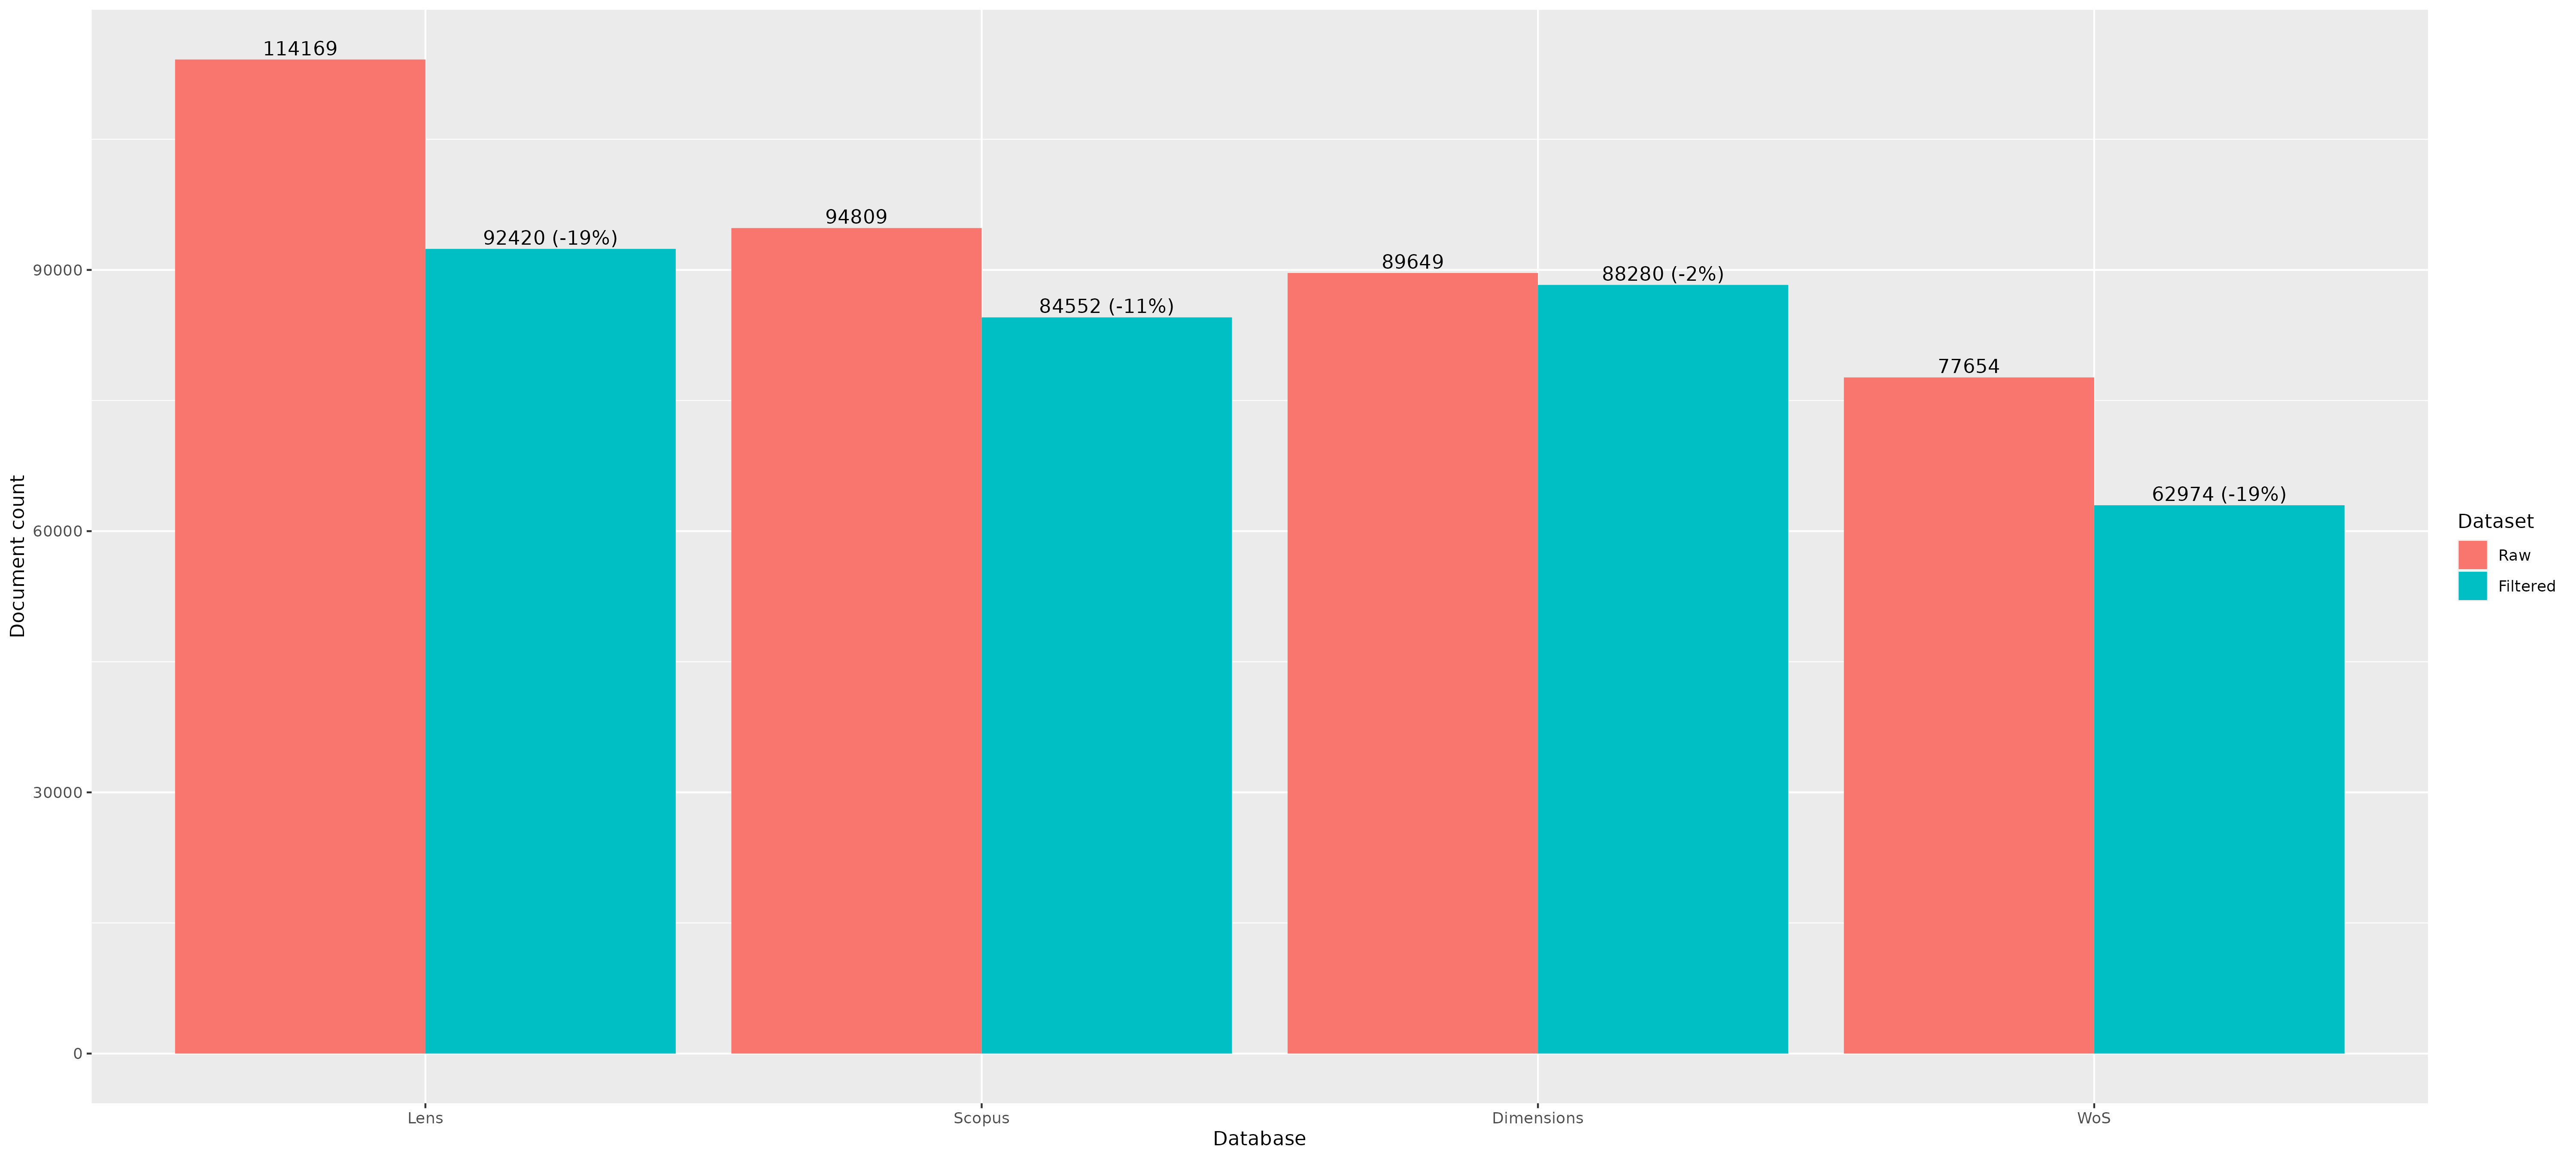 114169
92420 (-19%)
94809
84552 (-11%)
89649
88280 (-2%)
77654
62974 (-19%)
90000
60000
30000
0
Document count
Lens
Scopus
Dimensions
WoS
Database
Dataset
Raw
Filtered